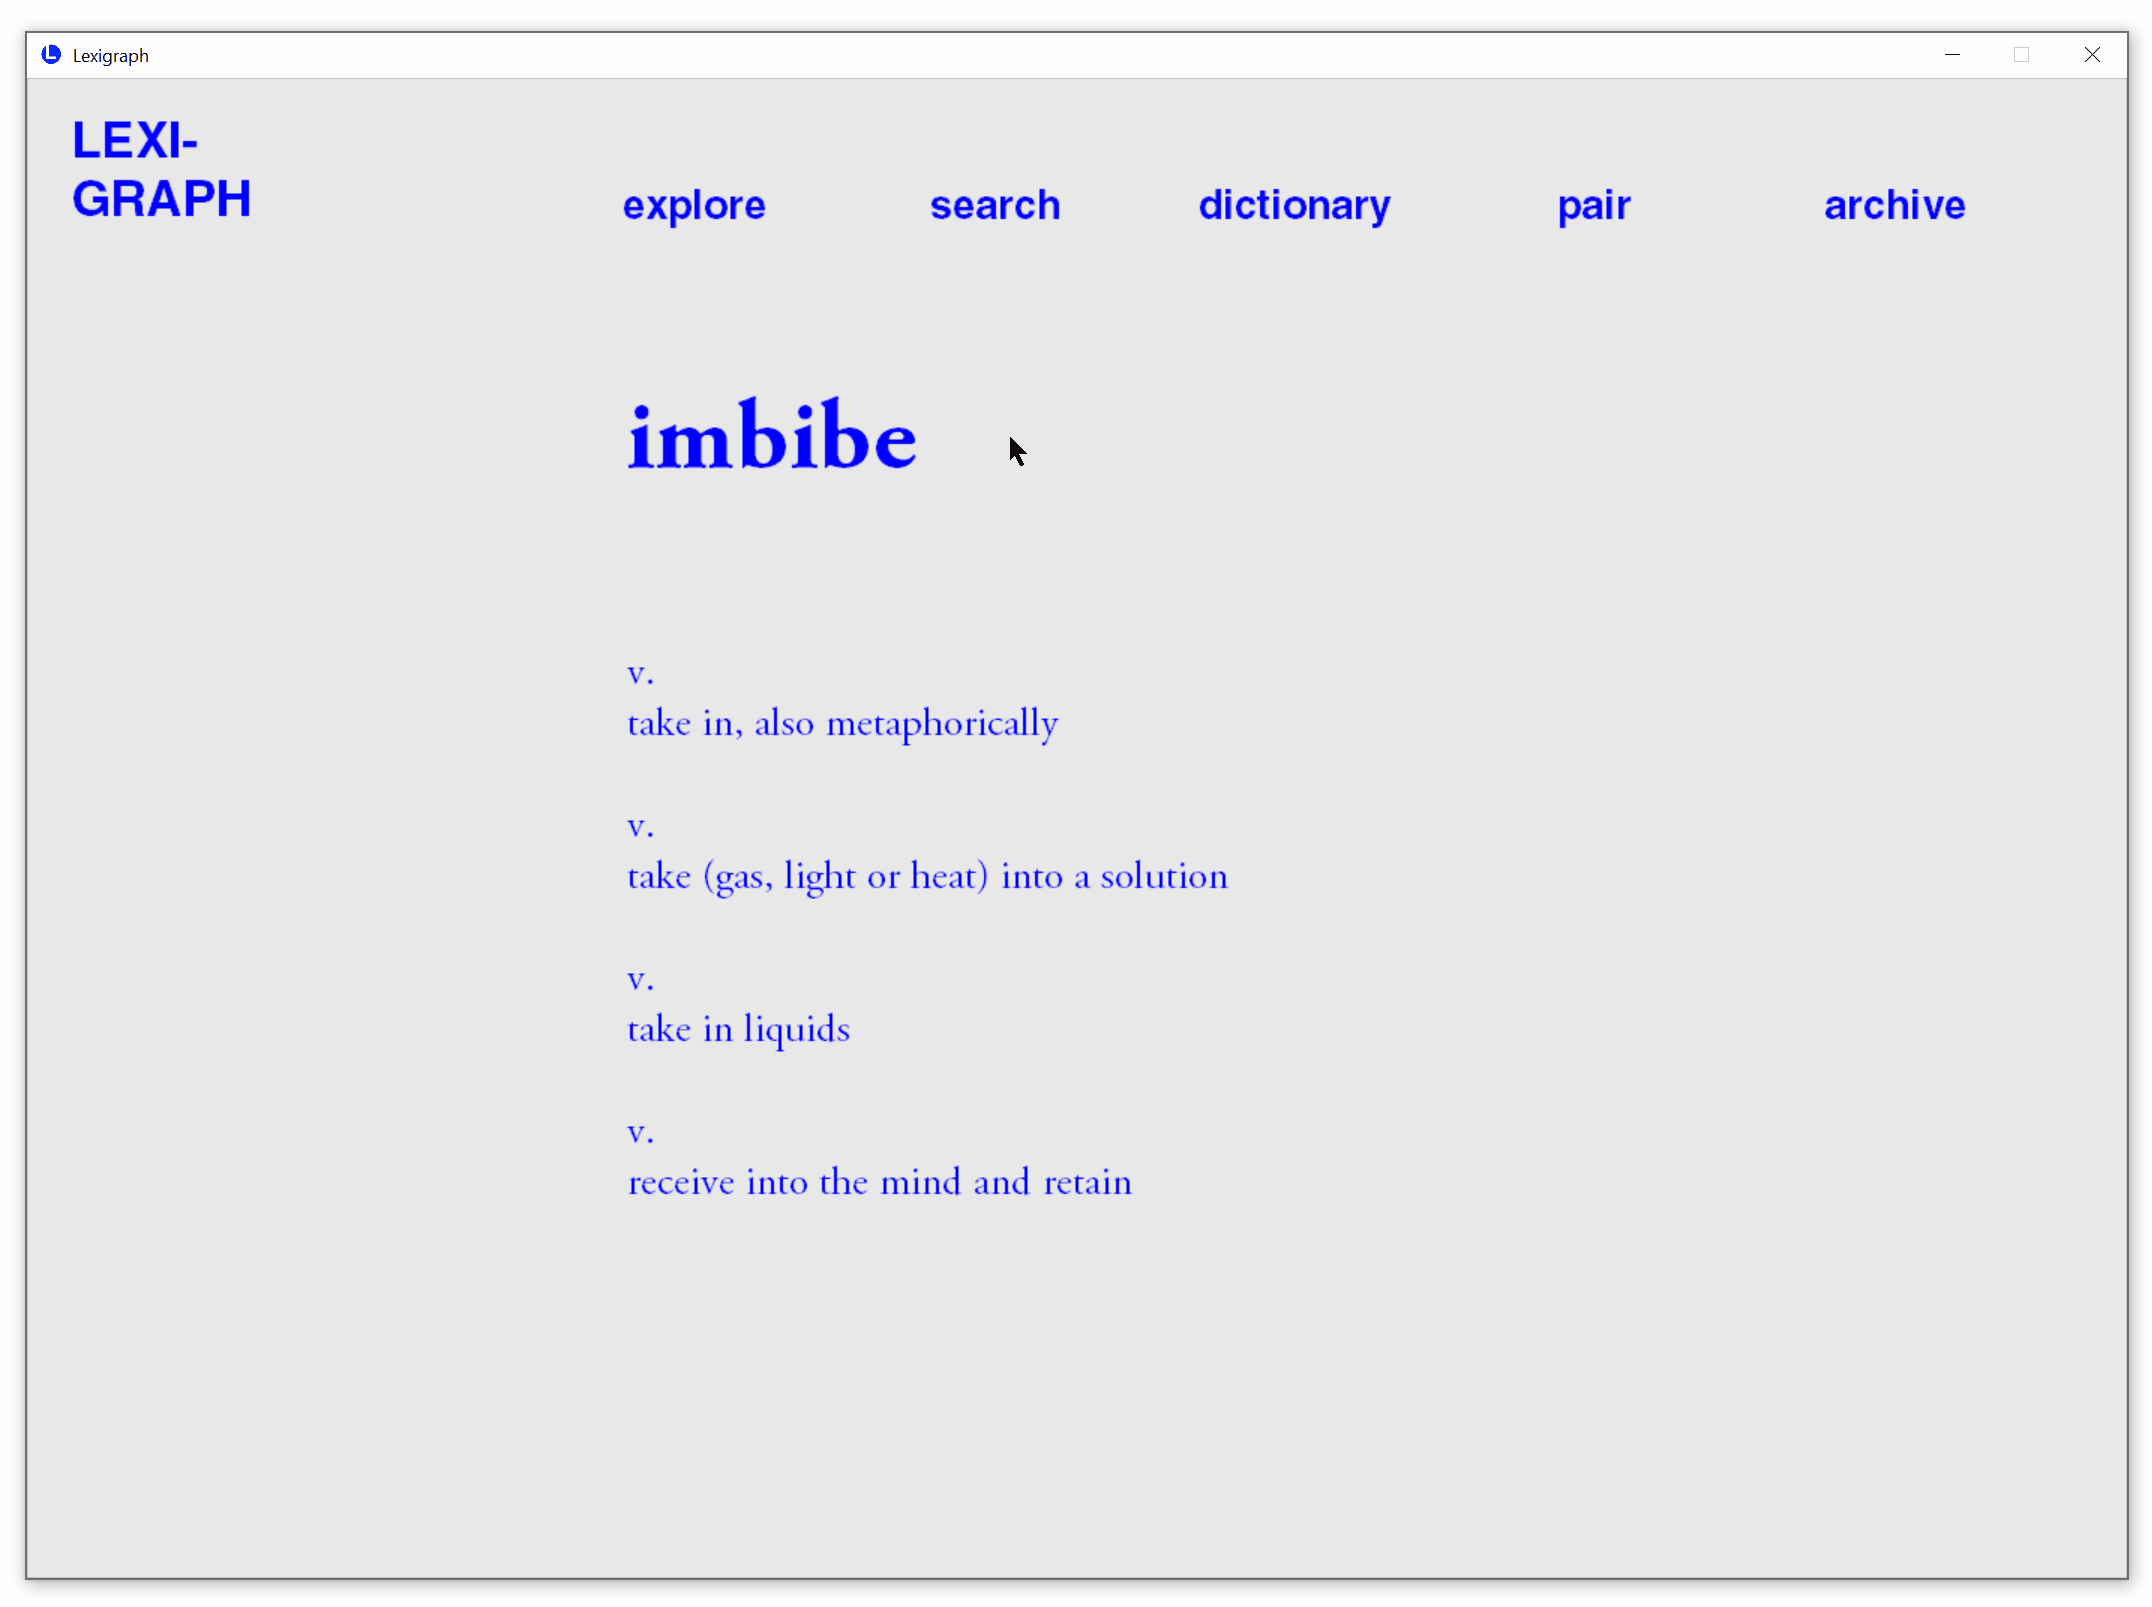 Lexigraph
LEXI-
GRAPH
explore search dictionary pair archive
imbibe
v.
take in, also metaphorically
v.
take (gas, light or heat) into a solution
v.
take in liquids
v.
receive into the mind and retain